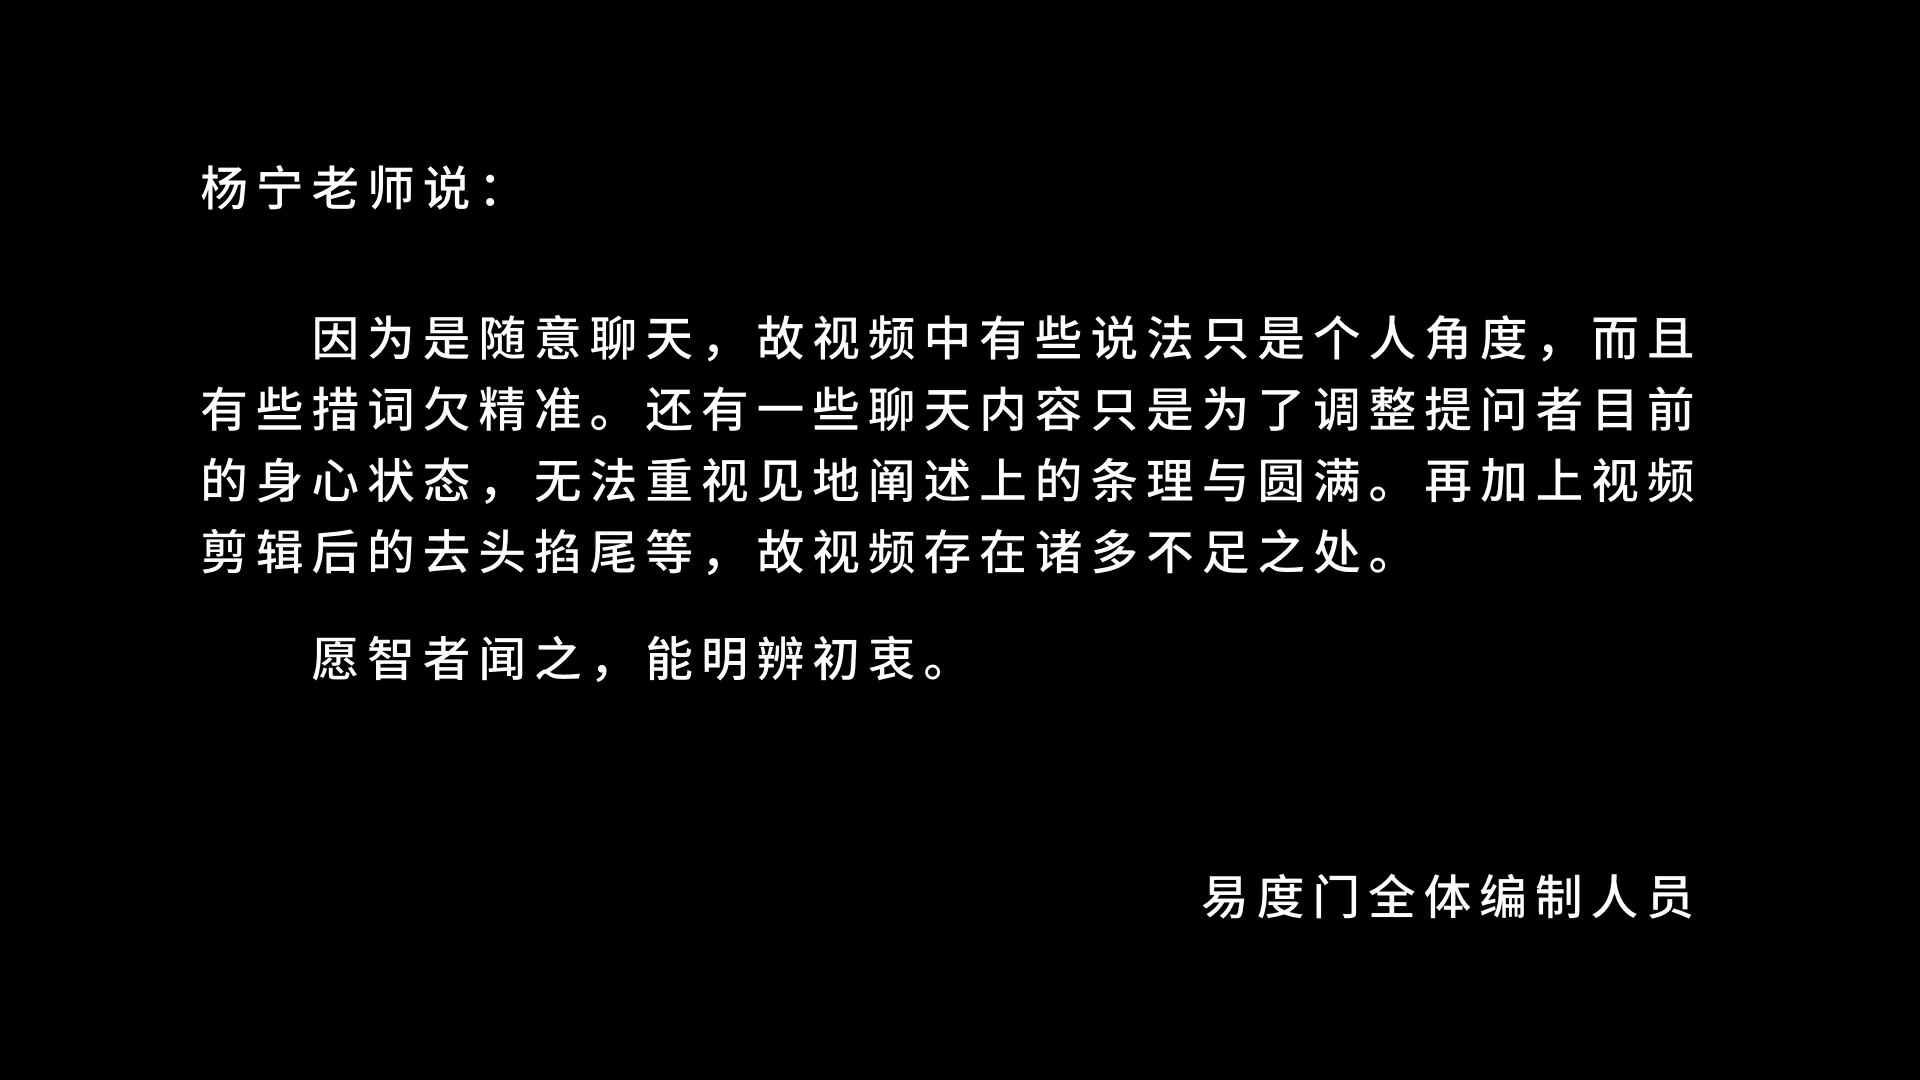 杨宁老师说：
因为是随意聊天，故视频中有些说法只是个人角度，而且
有些措词欠精准。还有一些聊天内容只是为了调整提问者目前
的身心状态，无法重视见地阐述上的条理与圆满。再加上视频
剪辑后的去头掐尾等，故视频存在诸多不足之处。
愿智者闻之，能明辨初衷。
易度门全体编制人员